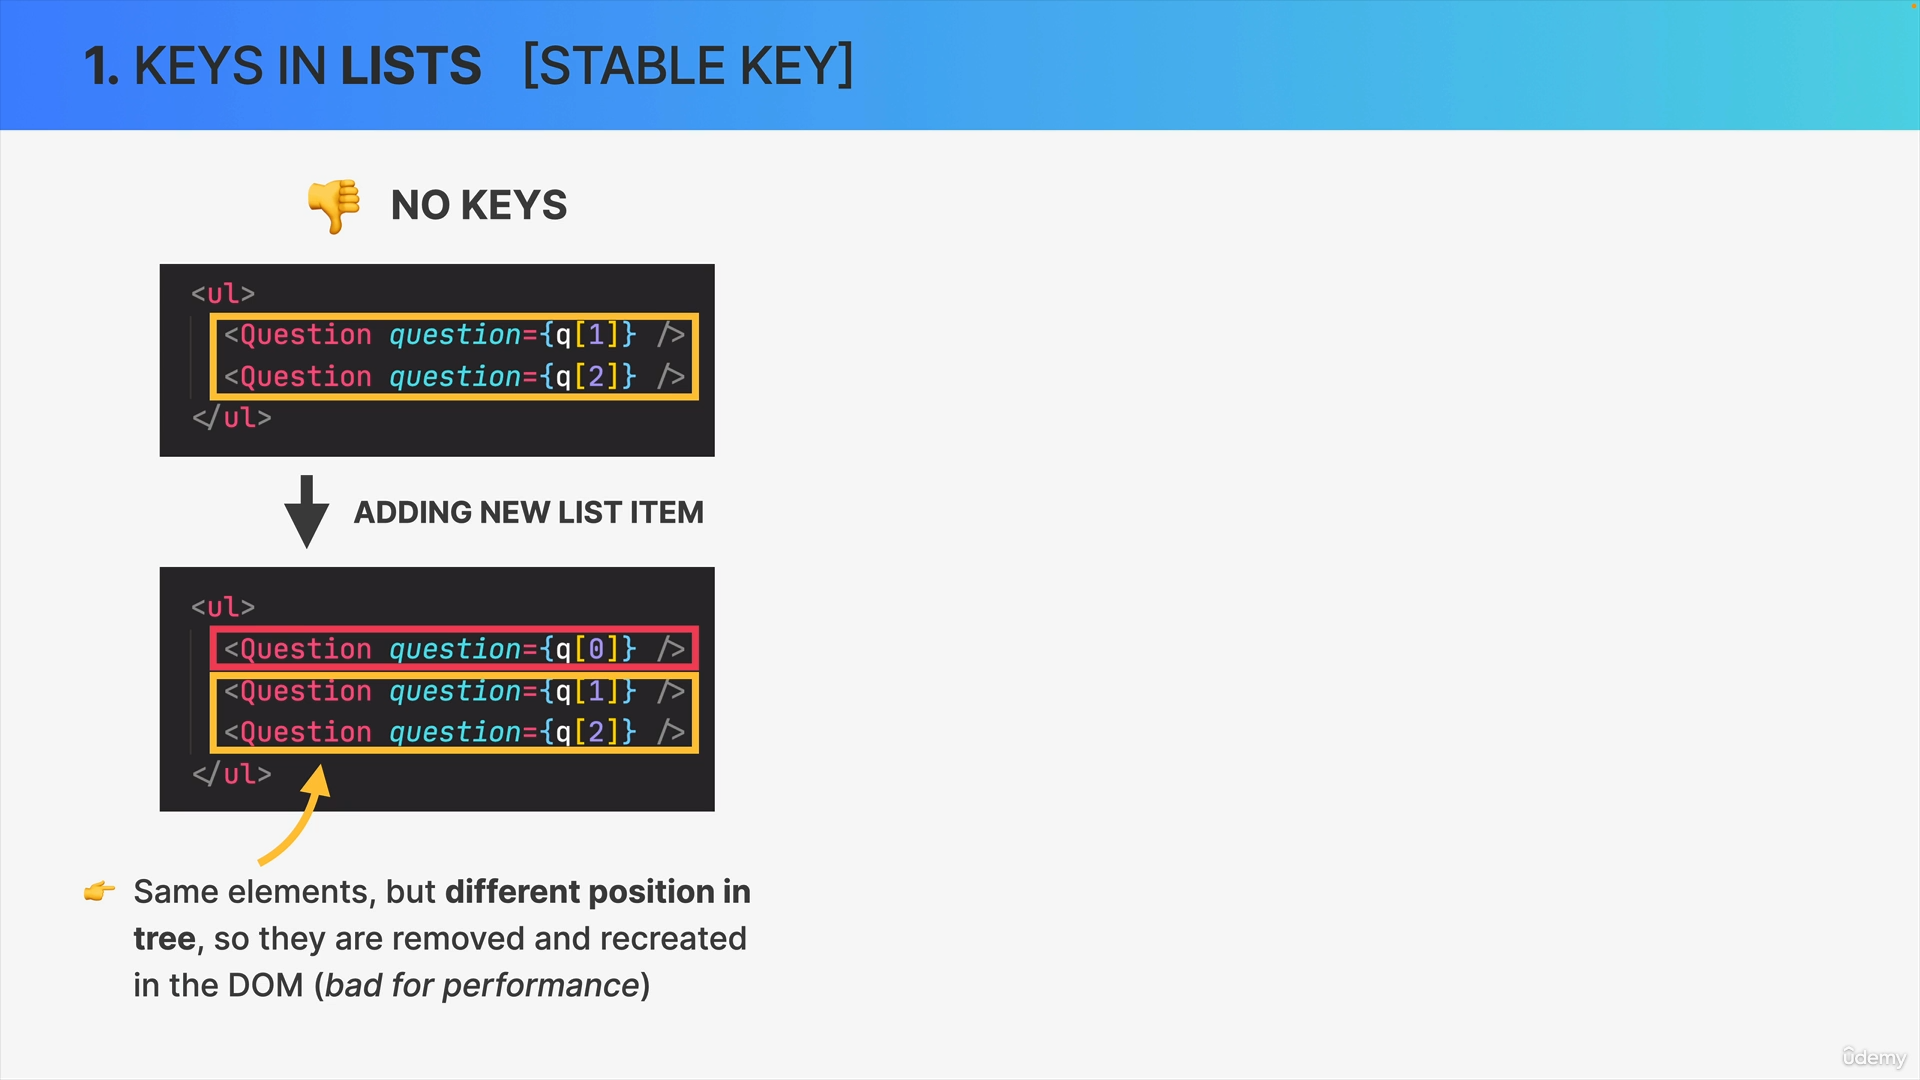 1. KEYS IN LISTS [STABLE KEY]
👎 NO KEYS
<ul>
<Question question={q[1]} />
<Question question={q[2]} />
</ul>
ADDING NEW LIST ITEM
<ul>
<Question question={q[0]} />
<Question question={q[1]} />
<Question question={q[2]} />
</ul>
👉 Same elements, but different position in
tree, so they are removed and recreated
in the DOM (bad for performance)
ûdemy